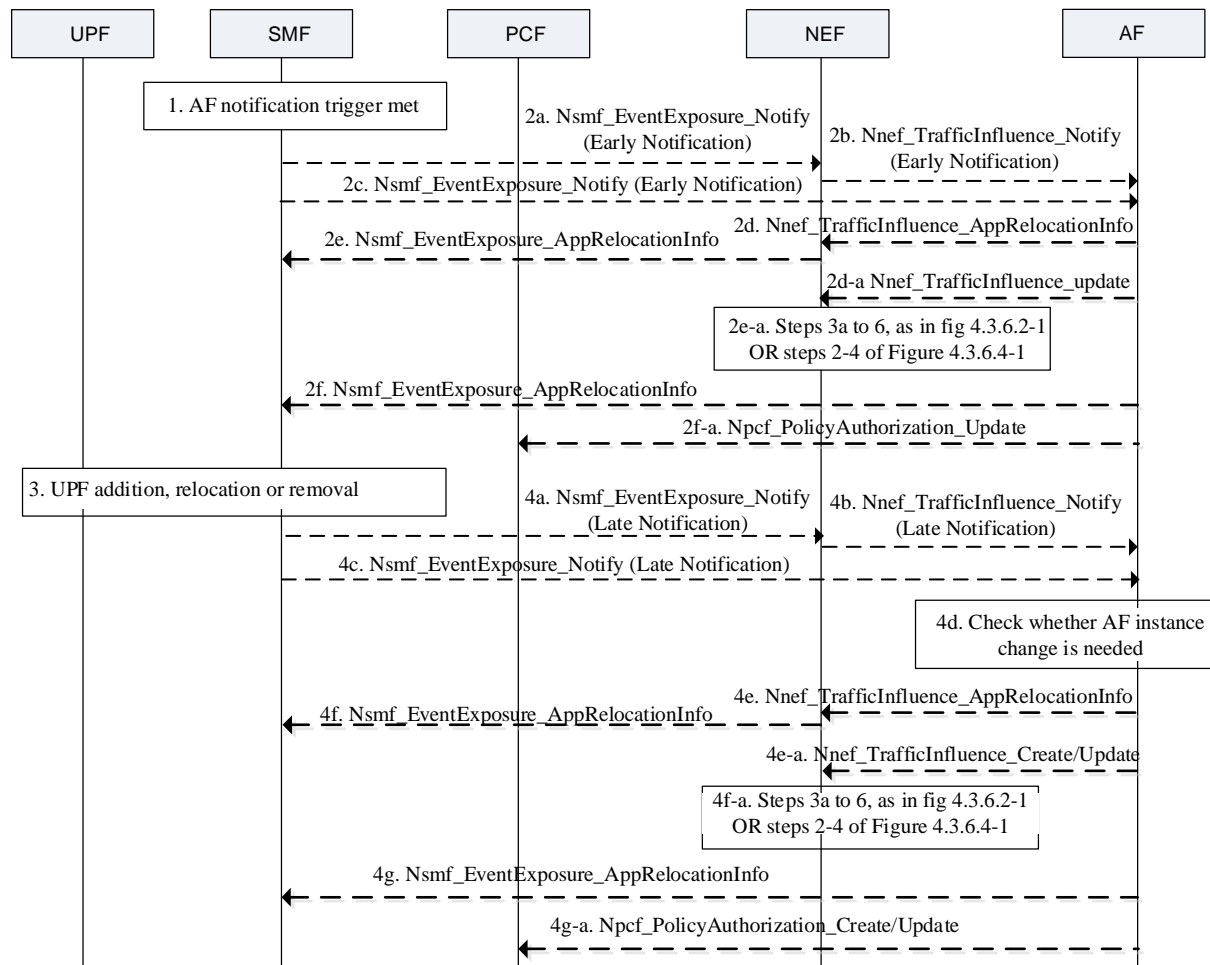 UPF
SMF
PCF
NEF
AF
1. AF notification trigger met
2a. Nsmf_EventExposure_Notify
(Early Notification)
2b. Nnef_TrafficInfluence_Notify
(Early Notification)
2c. Nsmf_EventExposure_Notify (Early Notification)
2d. Nnef_TrafficInfluence_AppRelocationInfo
2e. Nsmf_EventExposure_AppRelocationInfo
2d-a Nnef_TrafficInfluence_update
2e-a. Steps 3a to 6, as in fig 4.3.6.2-1
OR steps 2-4 of Figure 4.3.6.4-1
2f. Nsmf_EventExposure_AppRelocationInfo
2f-a. Npcf_PolicyAuthorization_Update
3. UPF addition, relocation or removal
4a. Nsmf_EventExposure_Notify
(Late Notification)
4b. Nnef_TrafficInfluence_Notify
(Late Notification)
4c. Nsmf_EventExposure_Notify (Late Notification)
4d. Check whether AF instance
change is needed
4e. Nnef_TrafficInfluence_AppRelocationInfo
4f. Nsmf_EventExposure_AppRelocationInfo
4e-a. Nnef_TrafficInfluence_Create/Update
4f-a. Steps 3a to 6, as in fig 4.3.6.2-1
OR steps 2-4 of Figure 4.3.6.4-1
4g. Nsmf_EventExposure_AppRelocationInfo
4g-a. Npcf_PolicyAuthorization_Create/Update